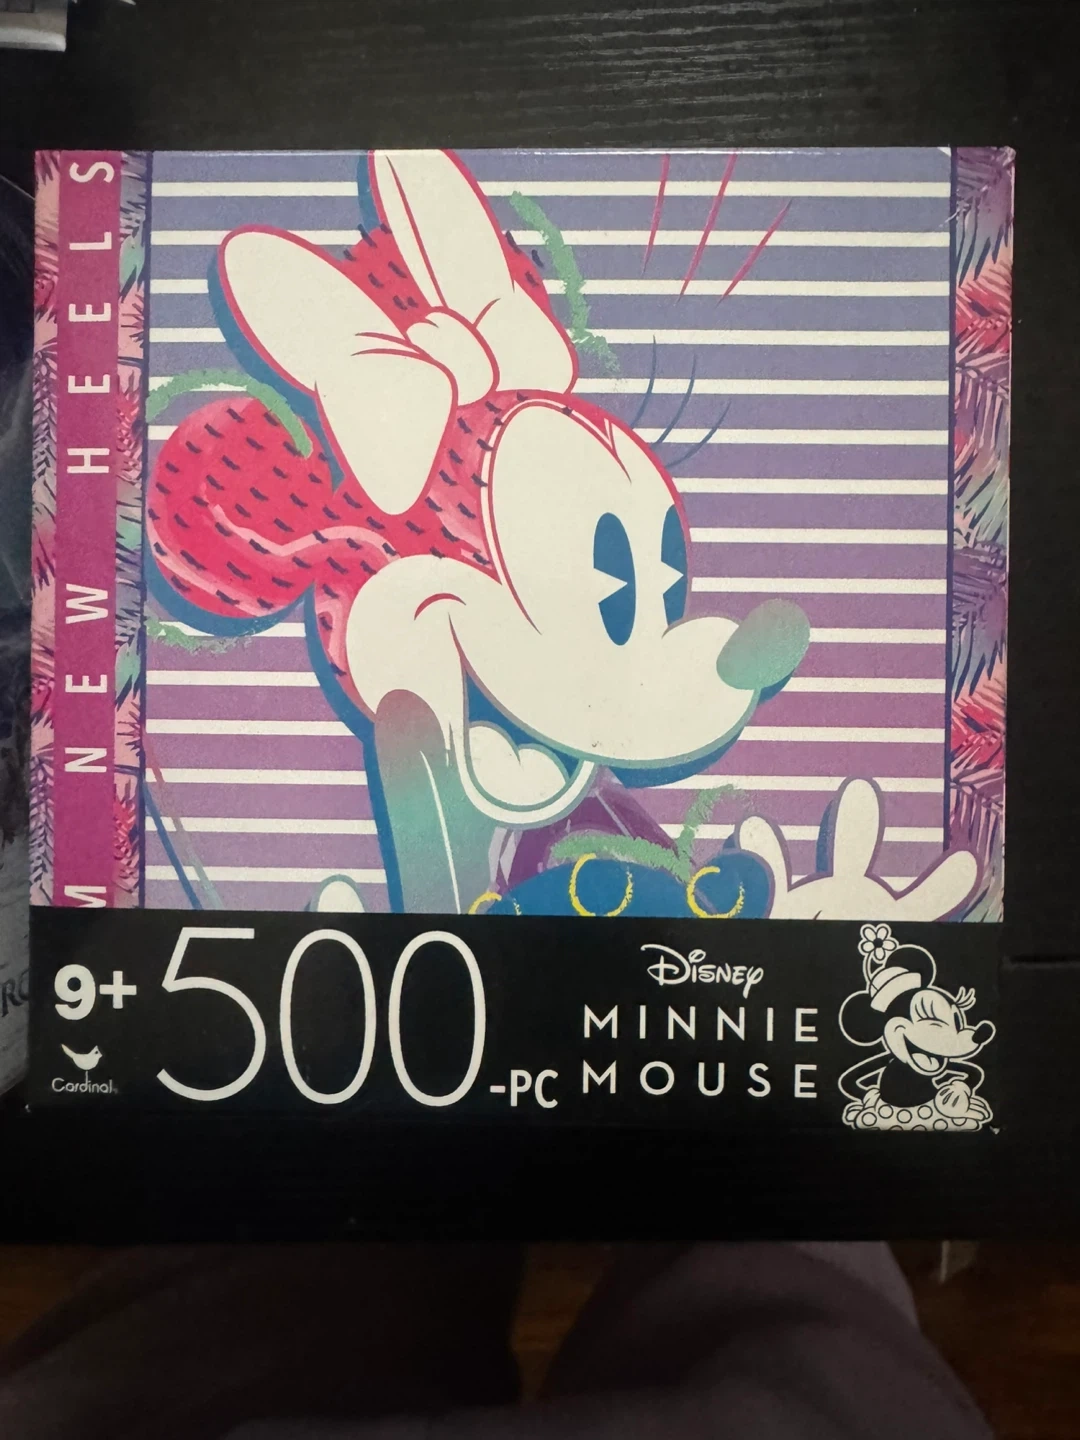 M NEW HEELS
9+
Cardinal
500-PC
Disney
MINNIE
MOUSE